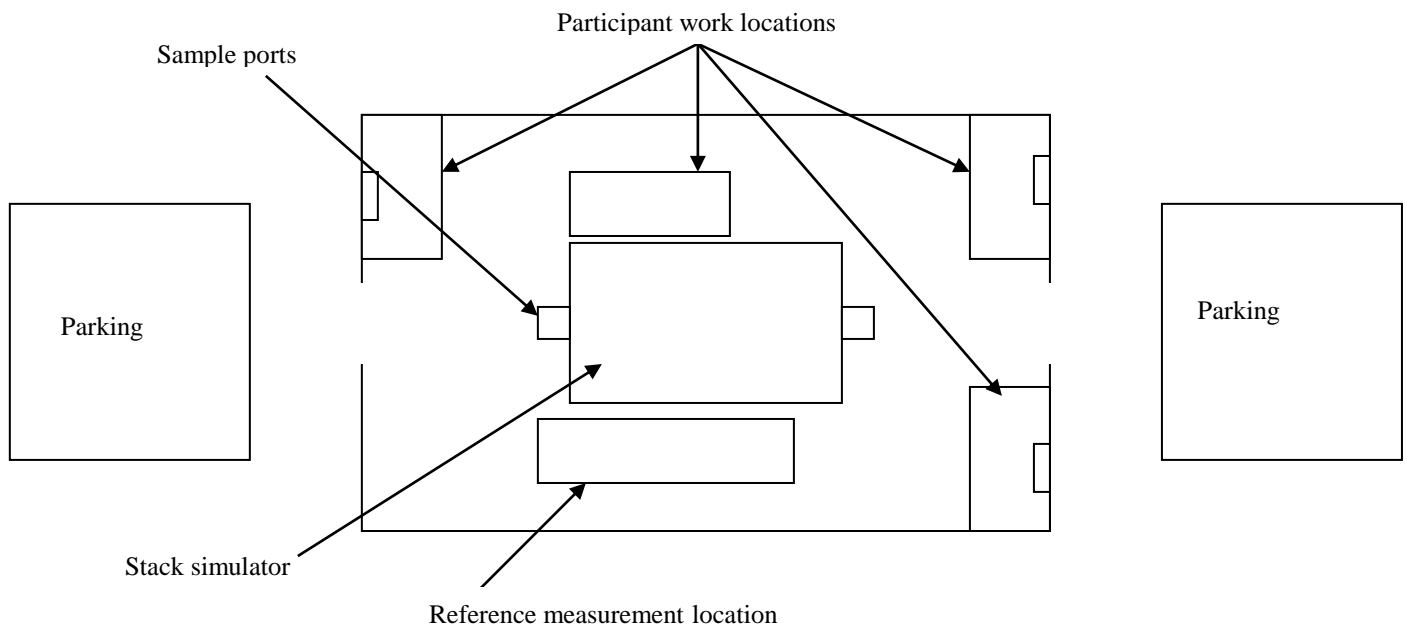 Participant work locations
Sample ports
Parking
Parking
Stack simulator
Reference measurement location